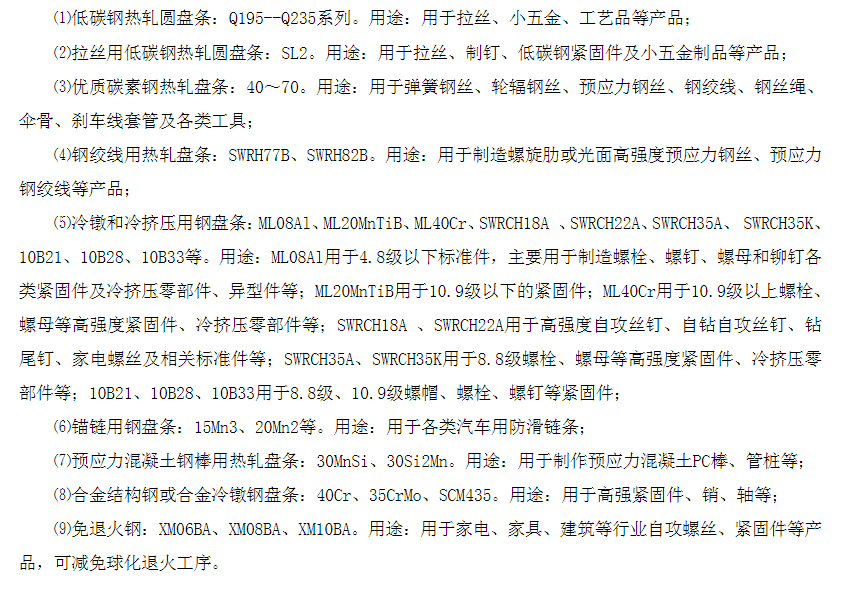 ⑴低碳钢热轧圆盘条：Q195--Q235系列。用途：用于拉丝、小五金、工艺品等产品；
⑵拉丝用低碳钢热轧圆盘条：SL2。用途：用于拉丝、制钉、低碳钢紧固件及小五金制品等产品；
⑶优质碳素钢热轧盘条：40～70。用途：用于弹簧钢丝、轮辐钢丝、预应力钢丝、钢绞线、钢丝绳、
伞骨、刹车线套管及各类工具；
⑷钢绞线用热轧盘条：SWRH77B、SWRH82B。用途：用于制造螺旋肋或光面高强度预应力钢丝、预应力
钢绞线等产品；
⑸冷镦和冷挤压用钢盘条：ML08Al、ML20MnTiB、ML40Cr、SWRCH18A 、SWRCH22A、SWRCH35A、 SWRCH35K、
10B21、10B28、10B33等。用途：ML08Al用于4.8级以下标准件，主要用于制造螺栓、螺钉、螺母和铆钉各
类紧固件及冷挤压零部件、异型件等；ML20MnTiB用于10.9级以下的紧固件；ML40Cr用于10.9级以上螺栓、
螺母等高强度紧固件、冷挤压零部件等；SWRCH18A 、SWRCH22A用于高强度自攻丝钉、自钻自攻丝钉、钻
尾钉、家电螺丝及相关标准件等；SWRCH35A、SWRCH35K用于8.8级螺栓、螺母等高强度紧固件、冷挤压零
部件等；10B21、10B28、10B33用于8.8级、10.9级螺帽、螺栓、螺钉等紧固件；
⑹锚链用钢盘条：15Mn3、20Mn2等。用途：用于各类汽车用防滑链条；
⑺预应力混凝土钢棒用热轧盘条：30MnSi、30Si2Mn。用途：用于制作预应力混凝土PC棒、管桩等；
⑻合金结构钢或合金冷镦钢盘条：40Cr、35CrMo、SCM435。用途：用于高强紧固件、销、轴等；
⑼免退火钢：XM06BA、XM08BA、XM10BA。用途：用于家电、家具、建筑等行业自攻螺丝、紧固件等产
品，可减免球化退火工序。